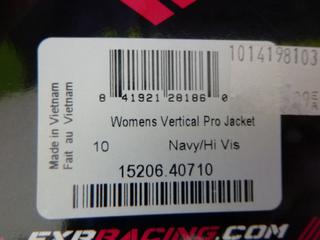 Made in Vietnam
Fait au Vietnam
1014198103
8 41921 28186 0
Womens Vertical Pro Jacket
10 Navy/Hi Vis
15206.40710
FXRRACING.COM